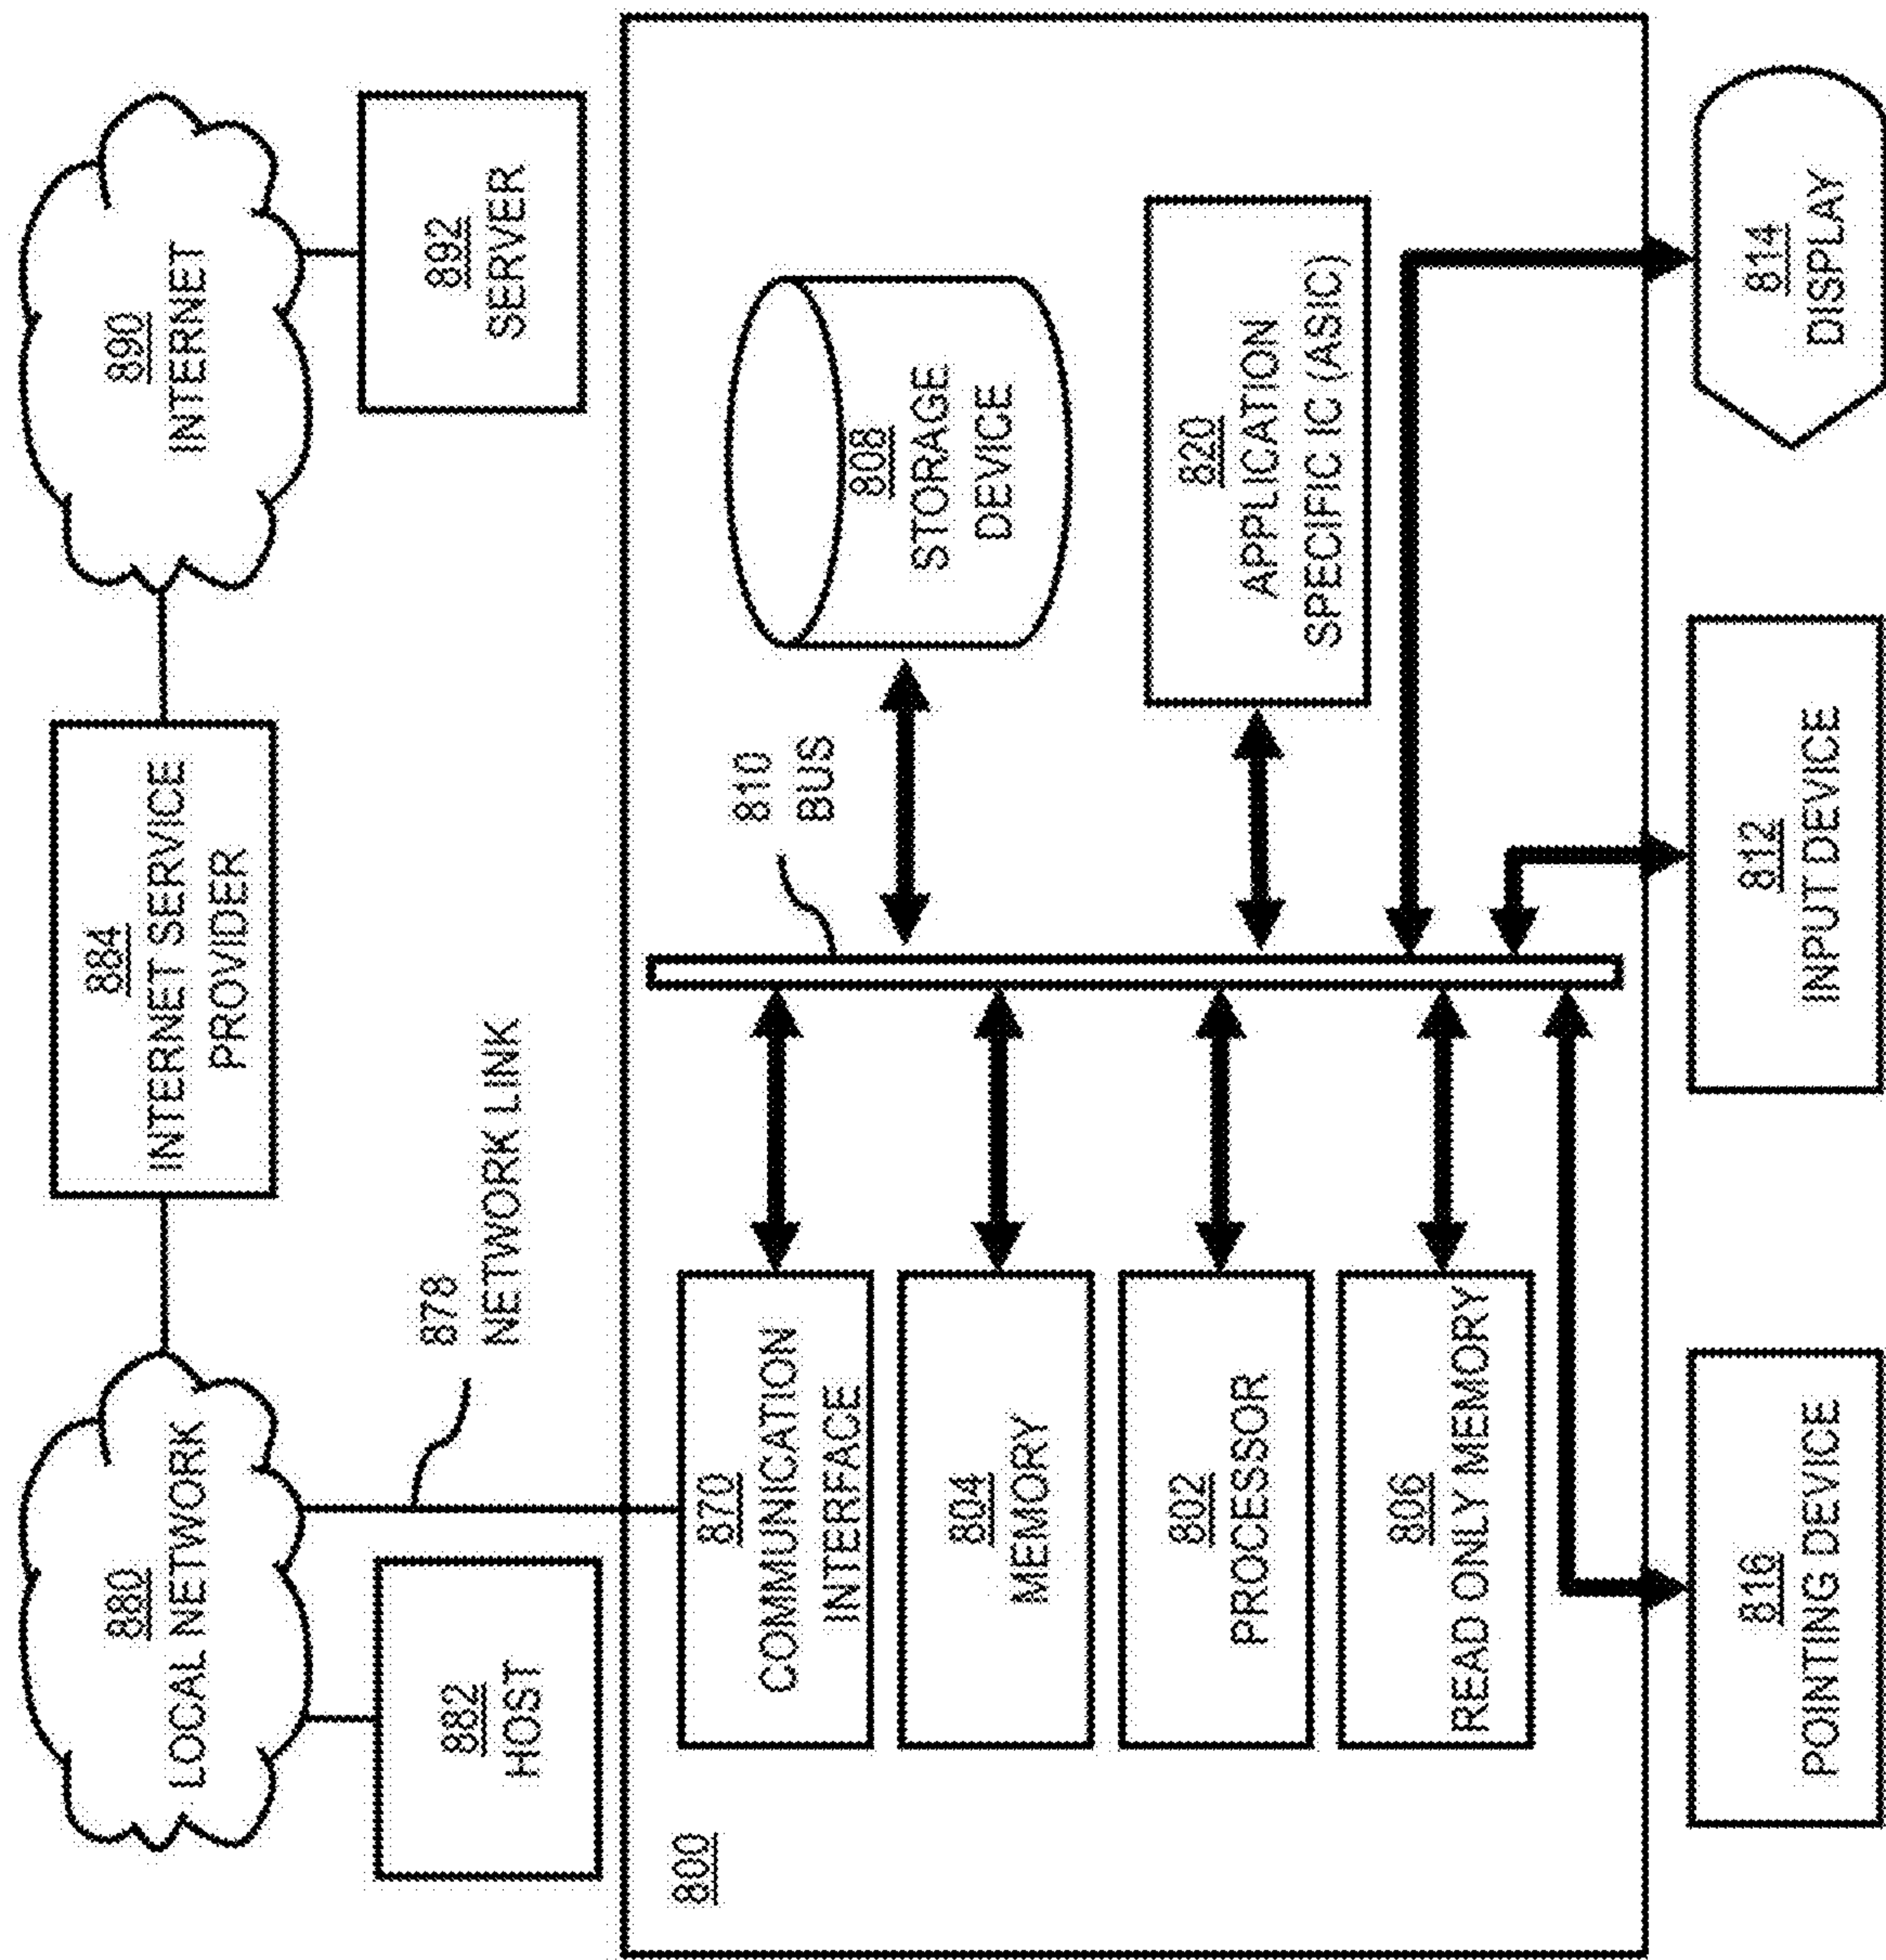 880
LOCAL NETWORK
884
INTERNET SERVICE
PROVIDER
890
INTERNET
882
HOST
878
NETWORK LINK
892
SERVER
800
870
COMMUNICATION
INTERFACE
810
BUS
804
MEMORY
808
STORAGE
DEVICE
802
PROCESSOR
820
APPLICATION
SPECIFIC IC (ASIC)
806
READ ONLY MEMORY
816
POINTING DEVICE
812
INPUT DEVICE
814
DISPLAY